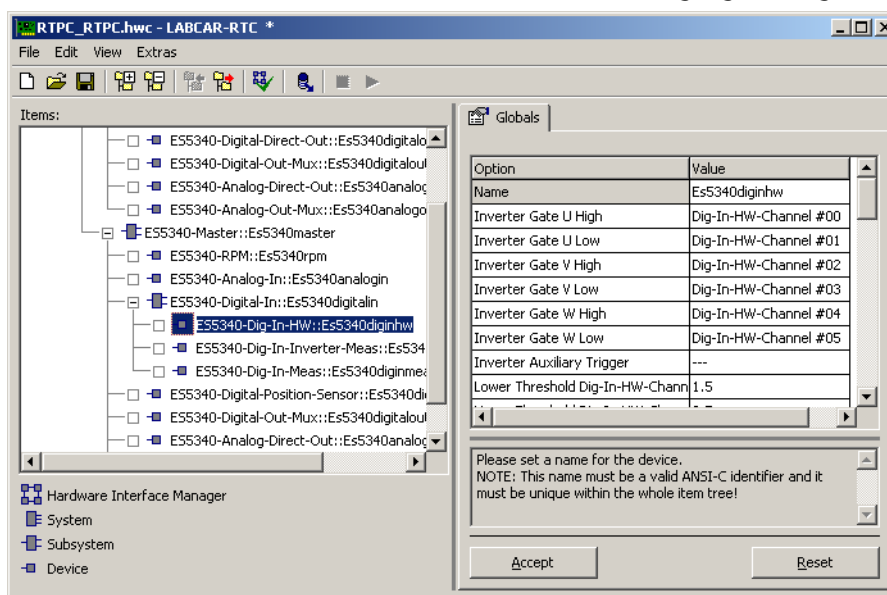 RTPC_RTPC.hwc - LABCAR-RTC *
File Edit View Extras
Items:
ES5340-Digital-Direct-Out::Es5340digitalo
ES5340-Digital-Out-Mux::Es5340digitalou
ES5340-Analog-Direct-Out::Es5340analog
ES5340-Analog-Out-Mux::Es5340analogo
ES5340-Master::Es5340master
ES5340-RPM::Es5340rpm
ES5340-Analog-In::Es5340analogin
ES5340-Digital-In::Es5340digitalin
ES5340-Dig-In-HW::Es5340diginhw
ES5340-Dig-In-Inverter-Meas::Es534
ES5340-Dig-In-Meas::Es5340diginmea
ES5340-Digital-Position-Sensor::Es5340di
ES5340-Digital-Out-Mux::Es5340digitalou
ES5340-Analog-Direct-Out::Es5340analog
Hardware Interface Manager
System
Subsystem
Device
Globals
Option Value
Name Es5340diginhw
Inverter Gate U High Dig-In-HW-Channel #00
Inverter Gate U Low Dig-In-HW-Channel #01
Inverter Gate V High Dig-In-HW-Channel #02
Inverter Gate V Low Dig-In-HW-Channel #03
Inverter Gate W High Dig-In-HW-Channel #04
Inverter Gate W Low Dig-In-HW-Channel #05
Inverter Auxiliary Trigger ---
Lower Threshold Dig-In-HW-Chann 1.5
Please set a name for the device.
NOTE: This name must be a valid ANSI-C identifier and it
must be unique within the whole item tree!
Accept Reset